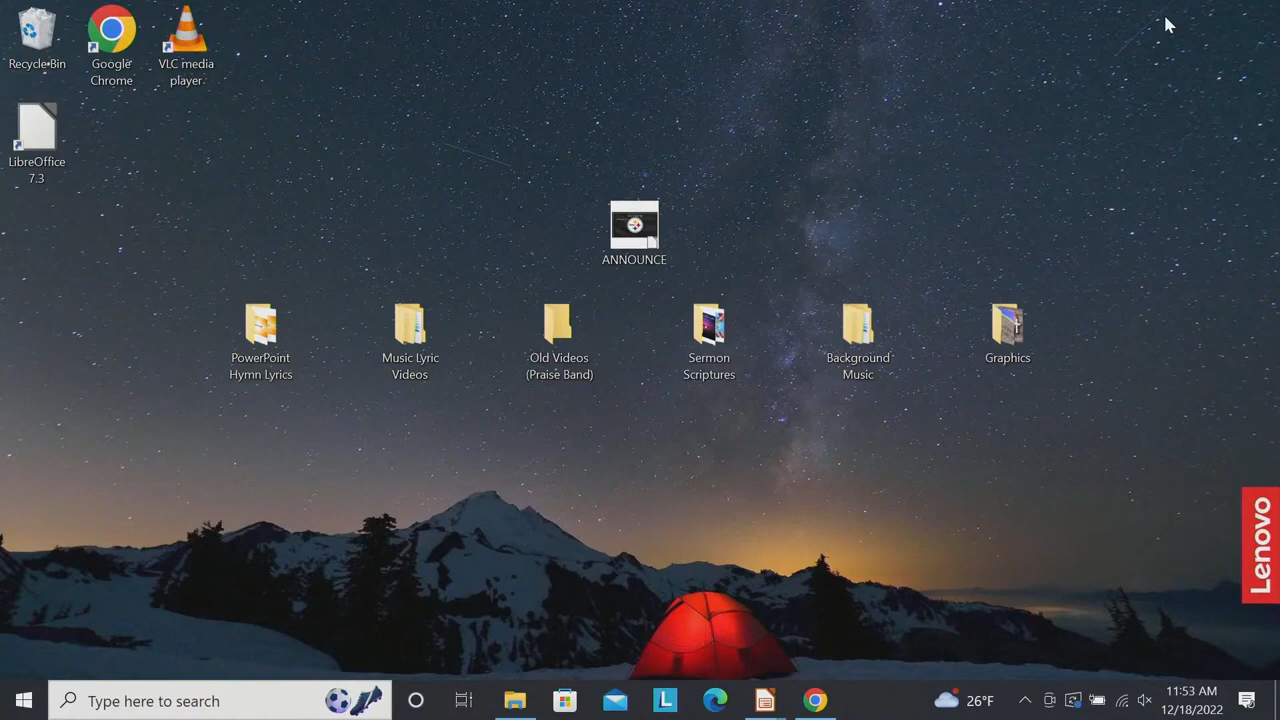 Recycle Bin
Google
Chrome
VLC media
player
LibreOffice
7.3
ANNOUNCE
PowerPoint
Hymn Lyrics
Music Lyric
Videos
Old Videos
(Praise Band)
Sermon
Scriptures
Background
Music
Graphics
Lenovo
Type here to search
L
26°F
11:53 AM
12/18/2022